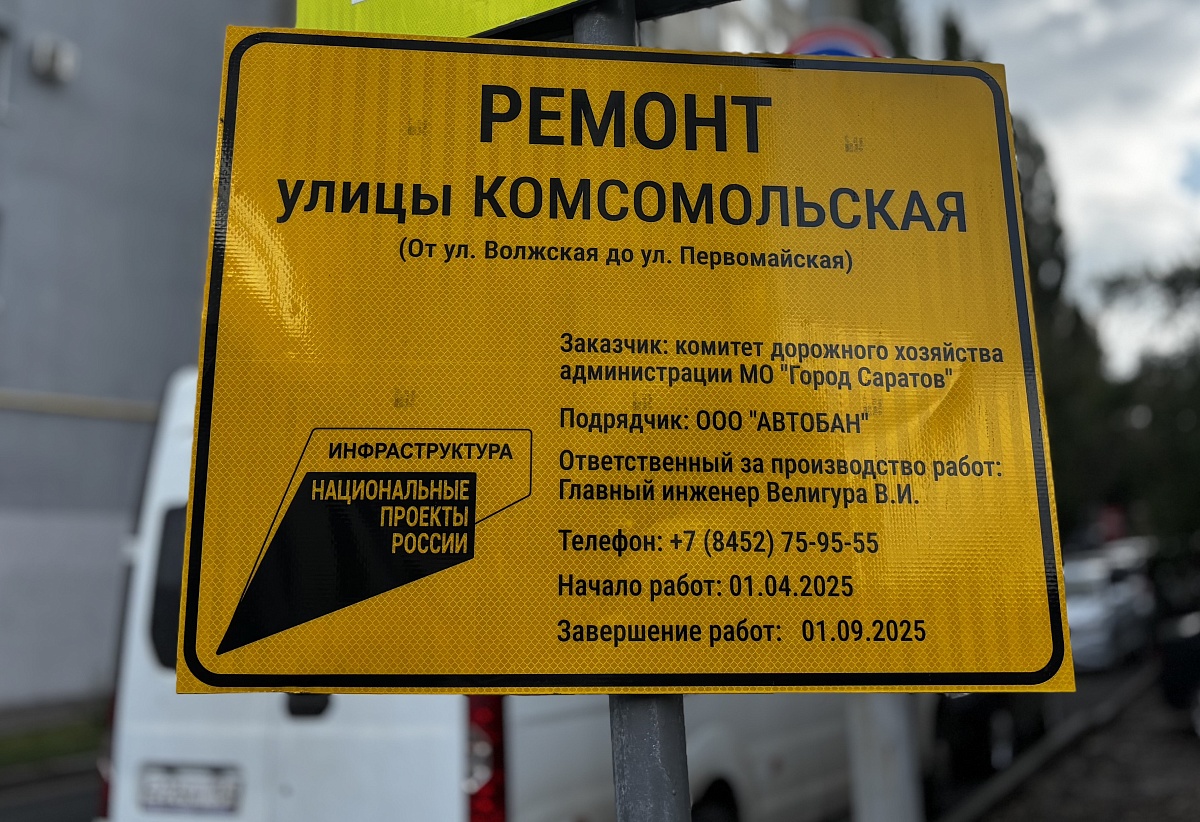 РЕМОНТ
улицы КОМСОМОЛЬСКАЯ
(От ул. Волжская до ул. Первомайская)
Заказчик: комитет дорожного хозяйства
администрации МО "Город Саратов"
Подрядчик: ООО "АВТОБАН"
Ответственный за производство работ:
Главный инженер Велигура В.И.
Телефон: +7 (8452) 75-95-55
Начало работ: 01.04.2025
Завершение работ: 01.09.2025
ИНФРАСТРУКТУРА
НАЦИОНАЛЬНЫЕ
ПРОЕКТЫ
РОССИИ